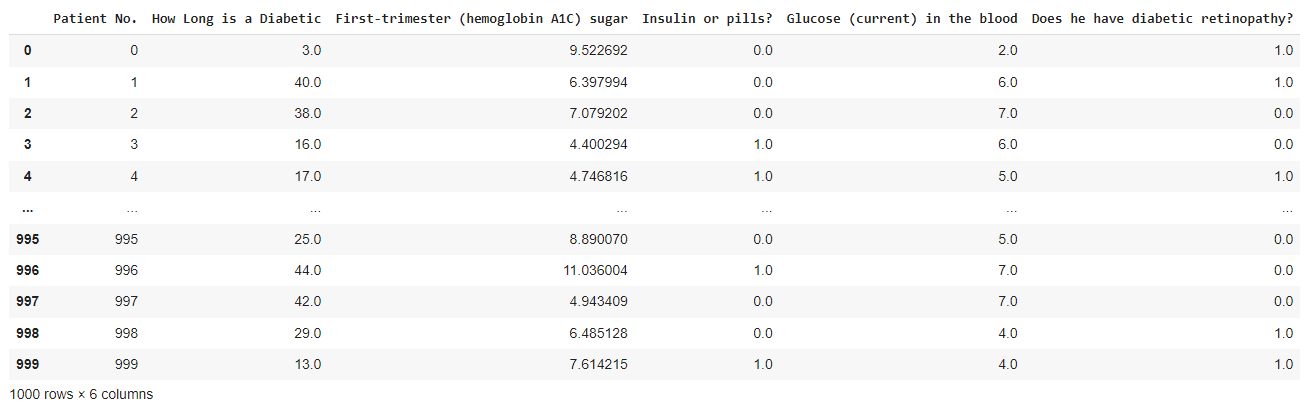 Patient No. How Long is a Diabetic First-trimester (hemoglobin A1C) sugar Insulin or pills? Glucose (current) in the blood Does he have diabetic retinopathy?
0 0 3.0 9.522692 0.0 2.0 1.0
1 1 40.0 6.397994 0.0 6.0 1.0
2 2 38.0 7.079202 0.0 7.0 0.0
3 3 16.0 4.400294 1.0 6.0 0.0
4 4 17.0 4.746816 1.0 5.0 1.0
... ... ... ... ... ... ...
995 995 25.0 8.890070 0.0 5.0 0.0
996 996 44.0 11.036004 1.0 7.0 0.0
997 997 42.0 4.943409 0.0 7.0 0.0
998 998 29.0 6.485128 0.0 4.0 1.0
999 999 13.0 7.614215 1.0 4.0 1.0
1000 rows × 6 columns